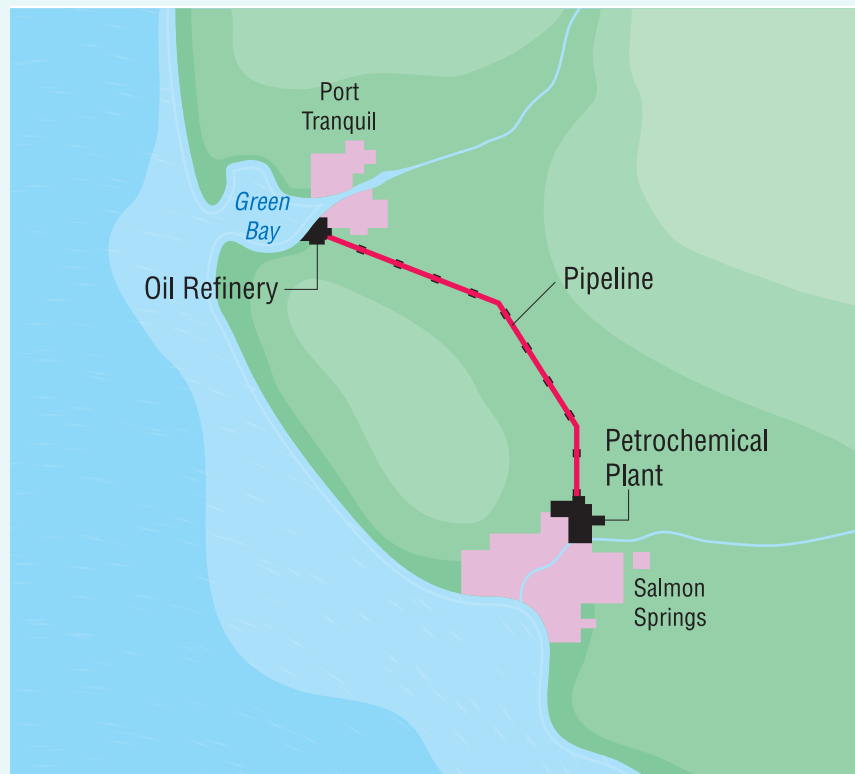 Port
Tranquil
Green
Bay
Oil Refinery
Pipeline
Petrochemical
Plant
Salmon
Springs